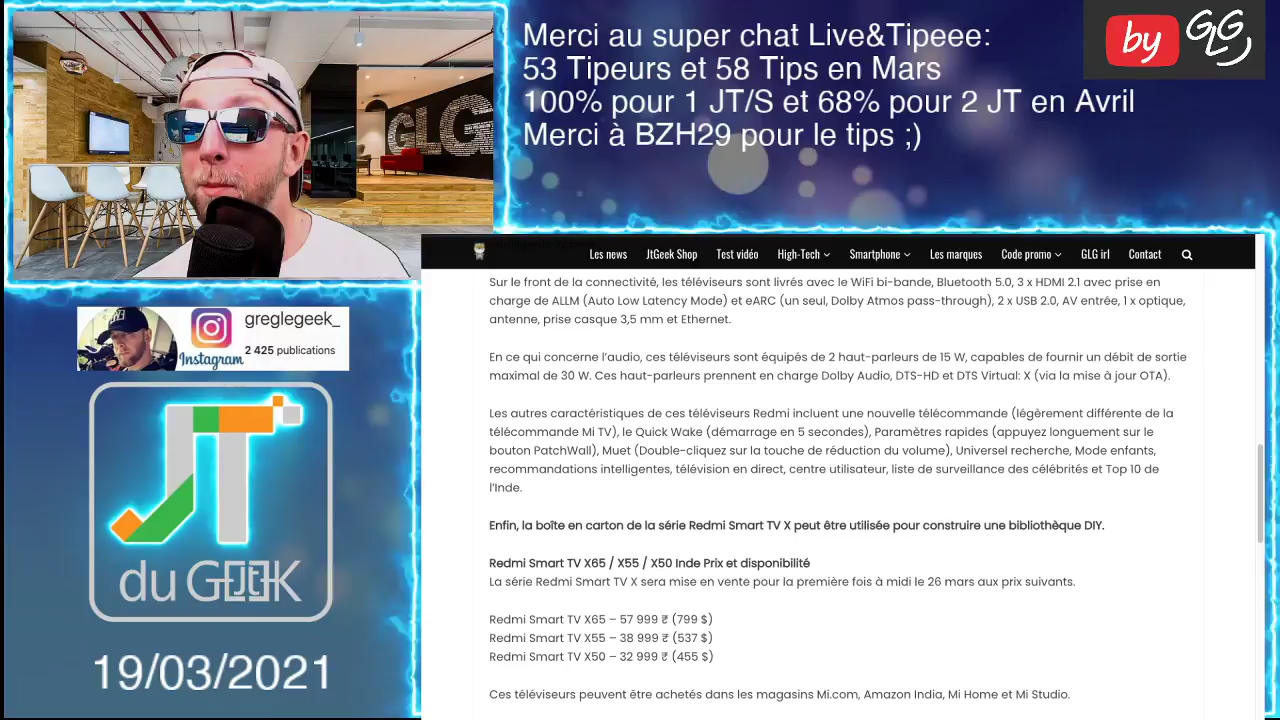 Merci au super chat Live&Tipeee:
53 Tipeurs et 58 Tips en Mars
100% pour 1 JT/S et 68% pour 2 JT en Avril
Merci à BZH29 pour le tips ;)
by GLG
GLG
greglegeek_
2 425 publications
Instagram
JT
du GEEK
19/03/2021
Les news JtGeek Shop Test vidéo High-Tech Smartphone Les marques Code promo GLG irl Contact
Sur le front de la connectivité, les téléviseurs sont livrés avec le WiFi bi-bande, Bluetooth 5.0, 3 x HDMI 2.1 avec prise en
charge de ALLM (Auto Low Latency Mode) et eARC (un seul, Dolby Atmos pass-through), 2 x USB 2.0, AV entrée, 1 x optique,
antenne, prise casque 3,5 mm et Ethernet.
En ce qui concerne l’audio, ces téléviseurs sont équipés de 2 haut-parleurs de 15 W, capables de fournir un débit de sortie
maximal de 30 W. Ces haut-parleurs prennent en charge Dolby Audio, DTS-HD et DTS Virtual: X (via la mise à jour OTA).
Les autres caractéristiques de ces téléviseurs Redmi incluent une nouvelle télécommande (légèrement différente de la
télécommande Mi TV), le Quick Wake (démarrage en 5 secondes), Paramètres rapides (appuyez longuement sur le
bouton PatchWall), Muet (Double-cliquez sur la touche de réduction du volume), Universel recherche, Mode enfants,
recommandations intelligentes, télévision en direct, centre utilisateur, liste de surveillance des célébrités et Top 10 de
l’Inde.
Enfin, la boîte en carton de la série Redmi Smart TV X peut être utilisée pour construire une bibliothèque DIY.
Redmi Smart TV X65 / X55 / X50 Inde Prix et disponibilité
La série Redmi Smart TV X sera mise en vente pour la première fois à midi le 26 mars aux prix suivants.
Redmi Smart TV X65 – 57 999 ₹ (799 $)
Redmi Smart TV X55 – 38 999 ₹ (537 $)
Redmi Smart TV X50 – 32 999 ₹ (455 $)
Ces téléviseurs peuvent être achetés dans les magasins Mi.com, Amazon India, Mi Home et Mi Studio.